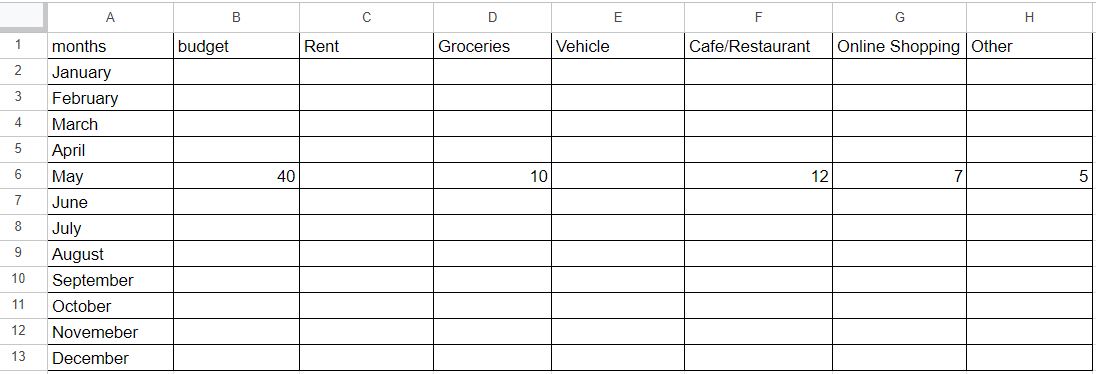 A B C D E F G H
1 months budget Rent Groceries Vehicle Cafe/Restaurant Online Shopping Other
2 January
3 February
4 March
5 April
6 May 40 10 12 7 5
7 June
8 July
9 August
10 September
11 October
12 Novemeber
13 December